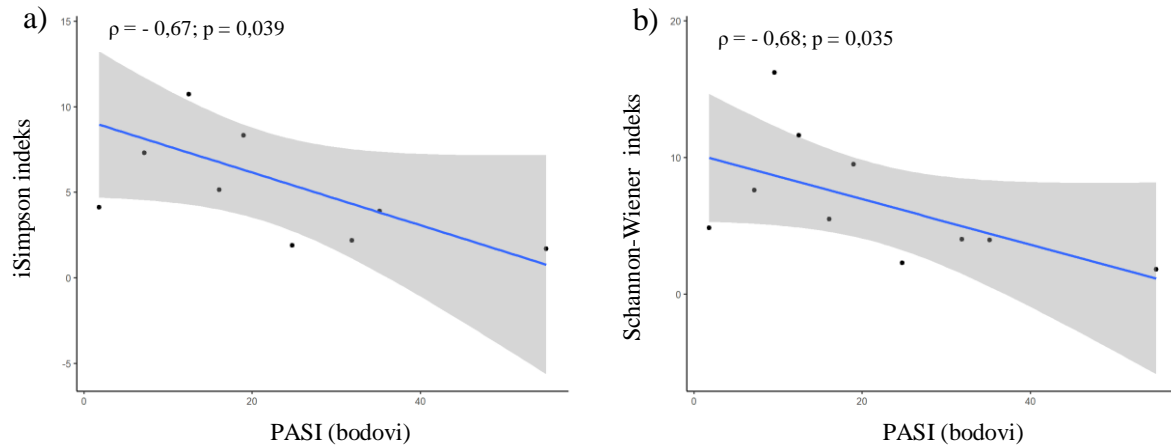 a)
ρ = - 0,67; p = 0,039
15
10
5
0
-5
iSimpson indeks
0
20
40
PASI (bodovi)
b)
ρ = - 0,68; p = 0,035
20
10
0
Schannon-Wiener indeks
0
20
40
PASI (bodovi)